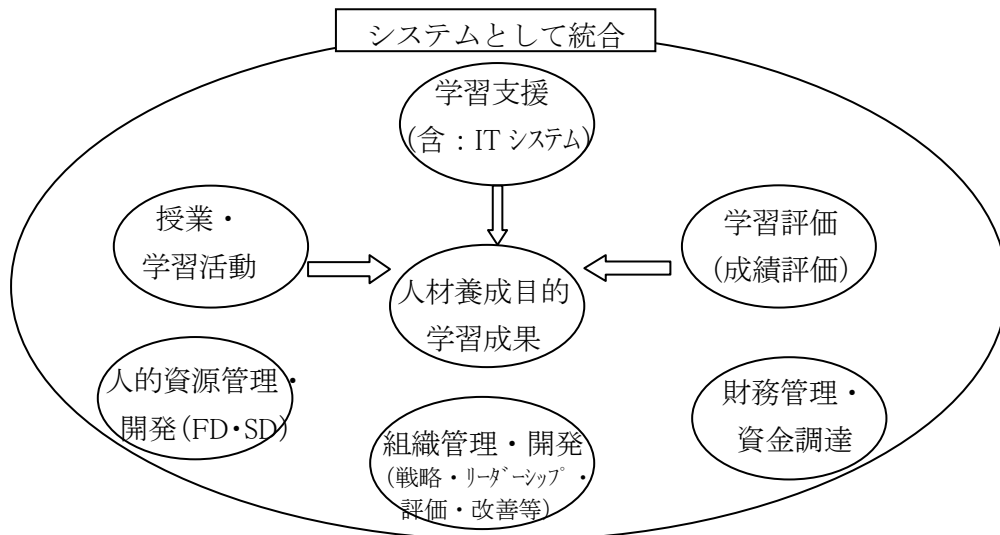 システムとして統合
学習支援
(含：IT システム)
授業・
学習活動
学習評価
(成績評価)
人材養成目的
学習成果
人的資源管理・
開発(FD・SD)
組織管理・開発
(戦略・リーダーシップ・
評価・改善等)
財務管理・
資金調達